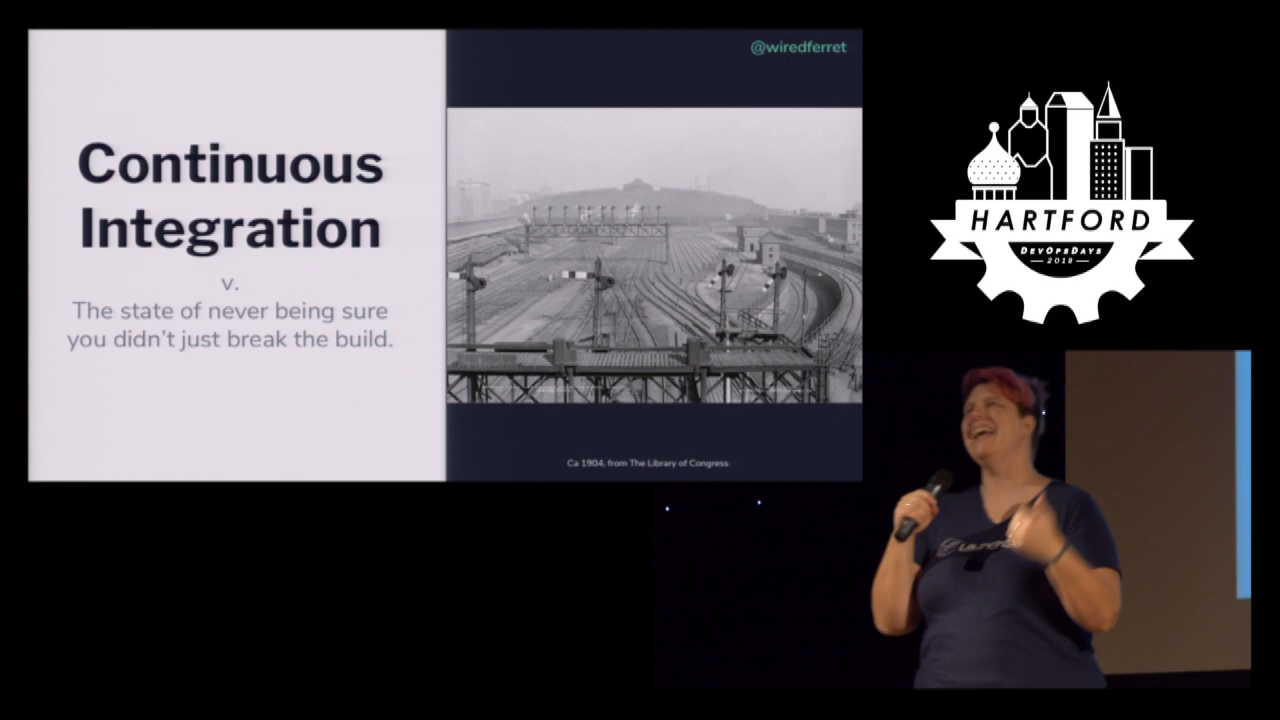 @wiredferret
Continuous
Integration
v.
The state of never being sure
you didn't just break the build.
Ca 1904, from The Library of Congress
HARTFORD
DEVOPSDAYS
2018